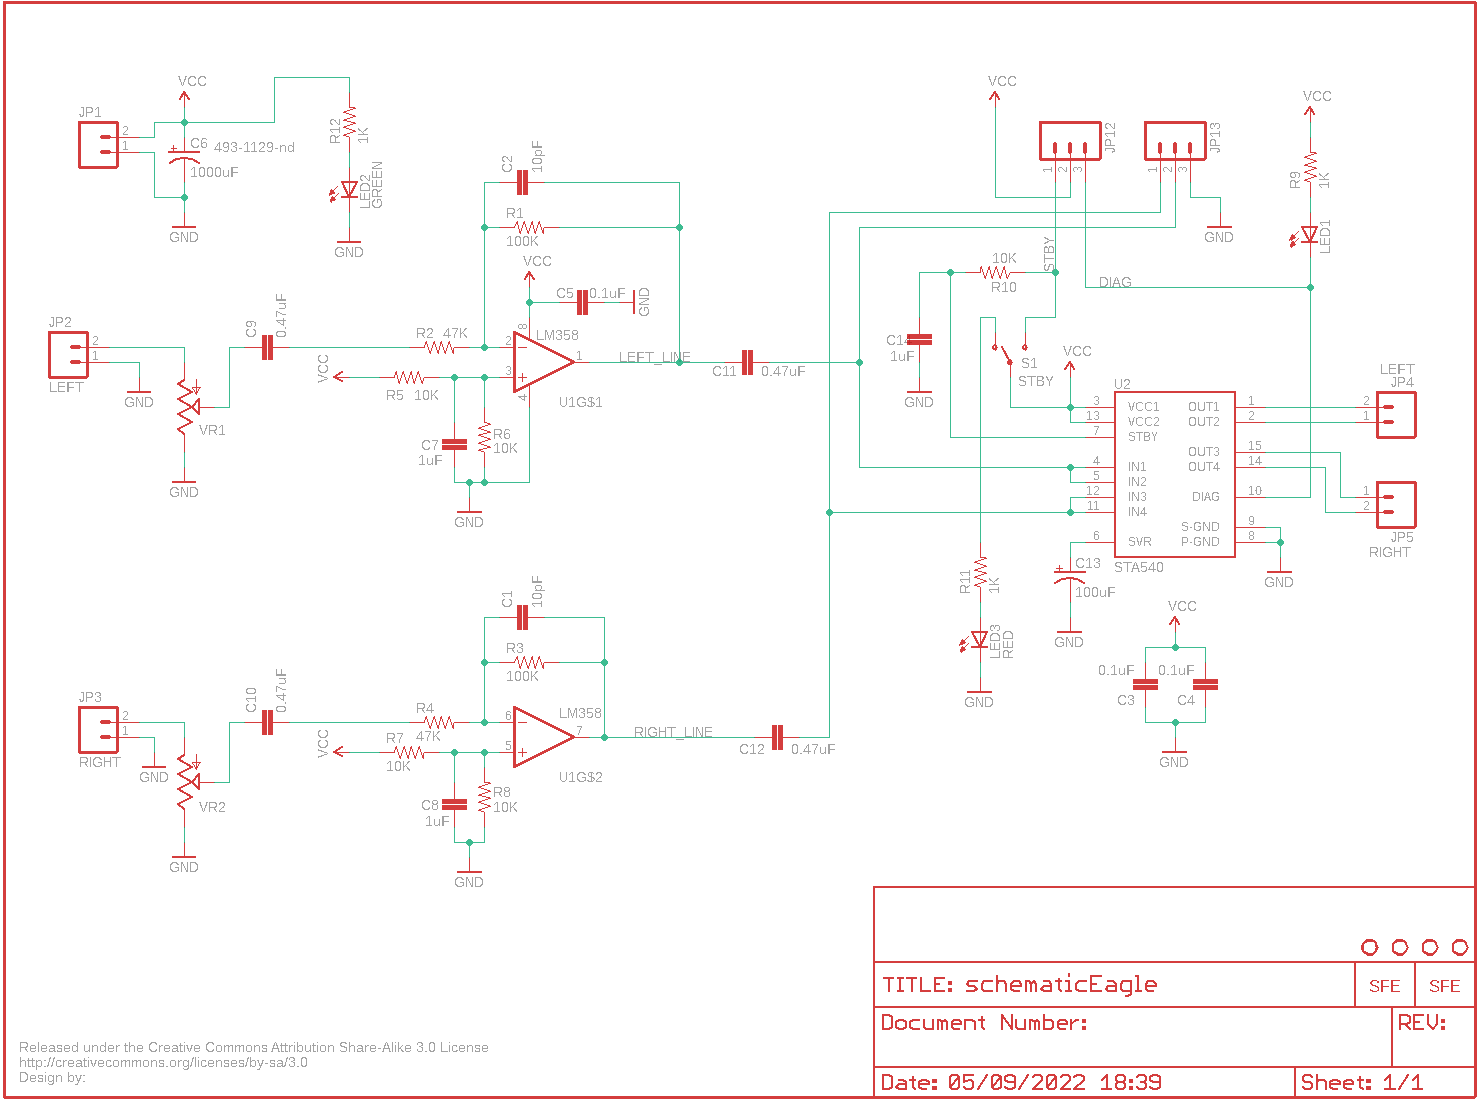 VCC
JP1
2
1
C6
493-1129-nd
1000uF
GND
R12
1K
LED2
GREEN
GND
C2
10pF
R1
100K
VCC
C5
0.1uF
GND
JP2
2
1
LEFT
GND
VR1
GND
C9
0.47uF
R2
47K
VCC
R5
10K
2
3
8
4
1
LM358
U1G$1
LEFT_LINE
C7
1uF
R6
10K
GND
C11
0.47uF
JP3
2
1
RIGHT
GND
VR2
GND
C10
0.47uF
R4
47K
VCC
R7
10K
C1
10pF
R3
100K
6
5
7
LM358
U1G$2
RIGHT_LINE
C8
1uF
R8
10K
GND
C12
0.47uF
VCC
JP12
1
2
3
JP13
1
2
3
GND
VCC
R9
1K
LED1
STBY
DIAG
10K
R10
C14
1uF
GND
S1
STBY
VCC
U2
3
13
7
4
5
12
11
6
VCC1
VCC2
STBY
IN1
IN2
IN3
IN4
SVR
OUT1
OUT2
OUT3
OUT4
DIAG
S-GND
P-GND
1
2
15
14
10
9
8
STA540
GND
LEFT
JP4
2
1
1
2
JP5
RIGHT
C13
100uF
GND
R11
1K
LED3
RED
GND
VCC
0.1uF
0.1uF
C3
C4
GND
TITLE: schematicEagle
SFE
SFE
Document Number:
REV:
Date: 05/09/2022 18:39
Sheet: 1/1
Released under the Creative Commons Attribution Share-Alike 3.0 License
http://creativecommons.org/licenses/by-sa/3.0
Design by: